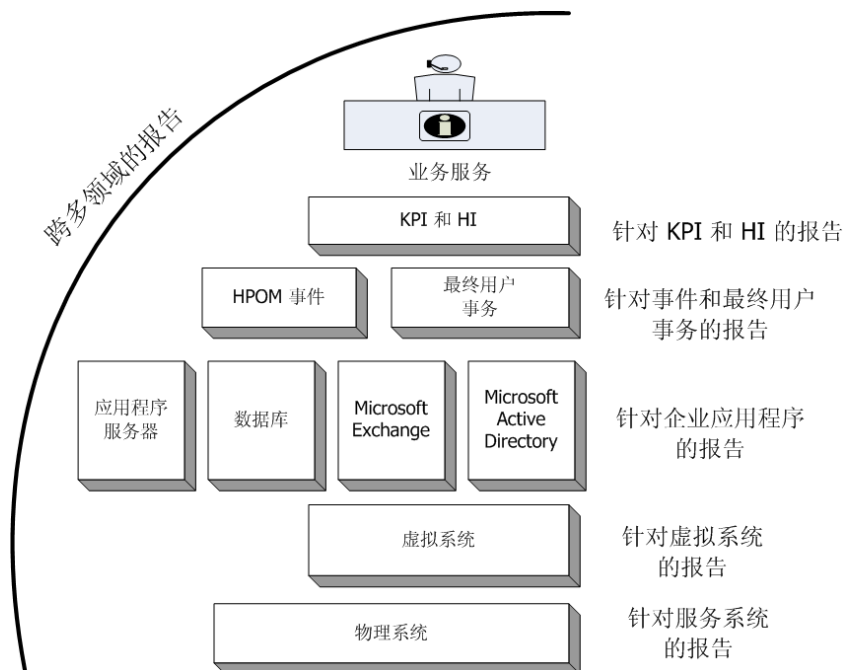 跨多领域的报告
业务服务
KPI 和 HI
针对 KPI 和 HI 的报告
HPOM 事件
最终用户
事务
针对事件和最终用户
事务的报告
应用程序
服务器
数据库
Microsoft
Exchange
Microsoft
Active
Directory
针对企业应用程序
的报告
虚拟系统
针对虚拟系统
的报告
物理系统
针对服务系统
的报告